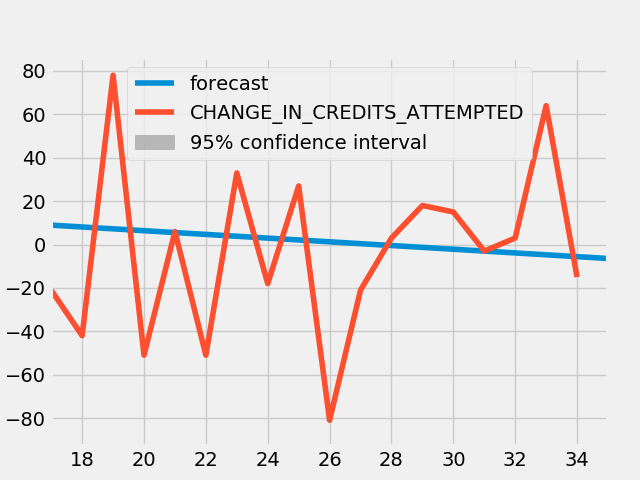 80
60
40
20
0
−20
−40
−60
−80
forecast
CHANGE_IN_CREDITS_ATTEMPTED
95% confidence interval
18 20 22 24 26 28 30 32 34